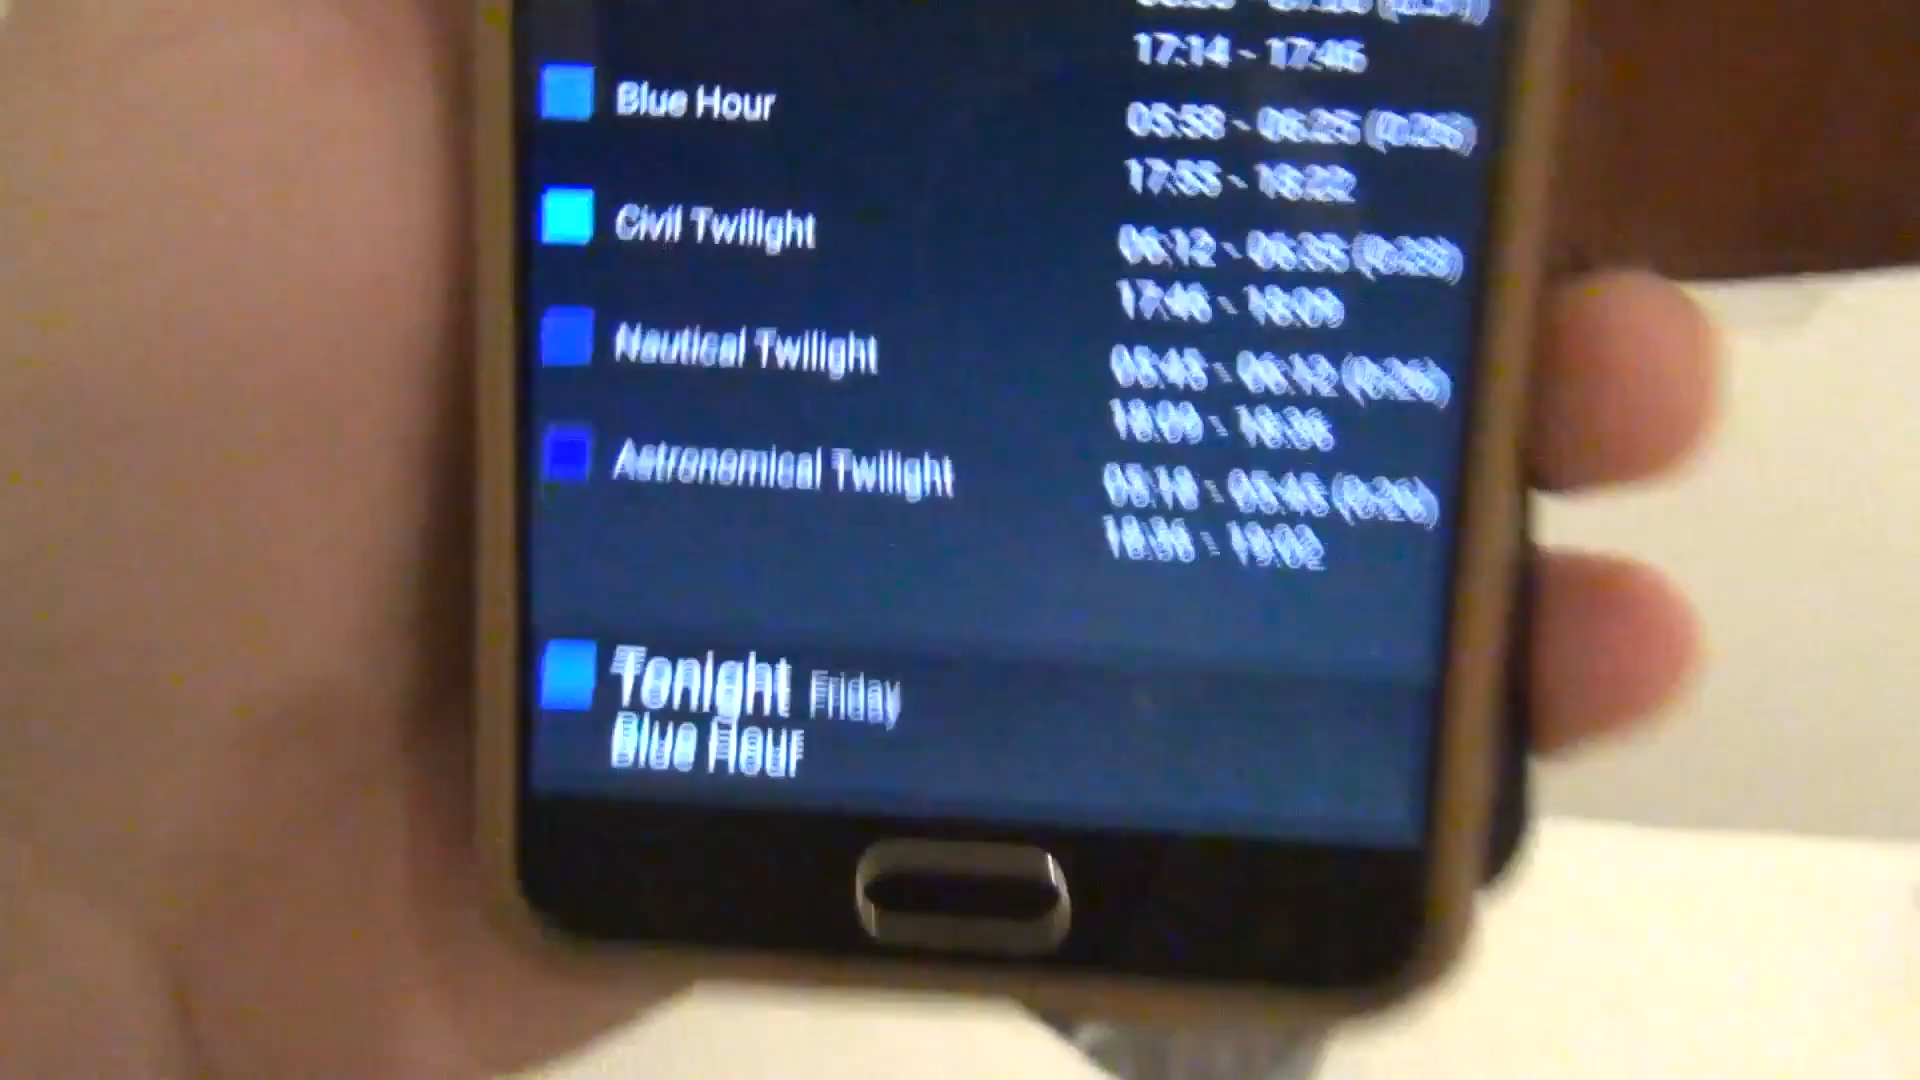 17:14 - 17:46
Blue Hour
05:58 - 06:25 (0:26)
17:55 - 18:22
Civil Twilight
06:12 - 06:35 (0:23)
17:46 - 18:09
Nautical Twilight
05:45 - 06:12 (0:26)
18:09 - 18:36
Astronomical Twilight
05:18 - 05:45 (0:26)
18:36 - 19:02
Tonight Friday
Blue Hour